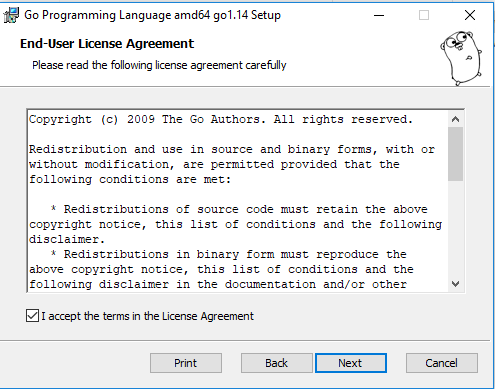 Go Programming Language amd64 go1.14 Setup
End-User License Agreement
Please read the following license agreement carefully
Copyright (c) 2009 The Go Authors. All rights reserved.
Redistribution and use in source and binary forms, with or
without modification, are permitted provided that the
following conditions are met:
* Redistributions of source code must retain the above
copyright notice, this list of conditions and the following
disclaimer.
* Redistributions in binary form must reproduce the
above copyright notice, this list of conditions and the
following disclaimer in the documentation and/or other
I accept the terms in the License Agreement
Print Back Next Cancel